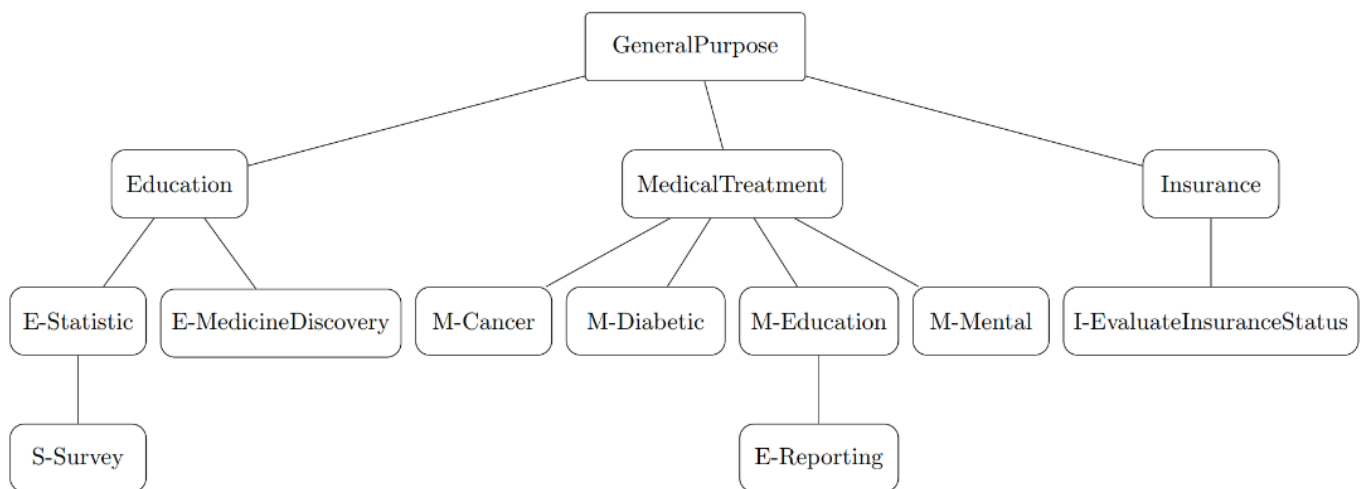 GeneralPurpose
Education
MedicalTreatment
Insurance
E-Statistic
E-MedicineDiscovery
M-Cancer
M-Diabetic
M-Education
M-Mental
I-EvaluateInsuranceStatus
S-Survey
E-Reporting